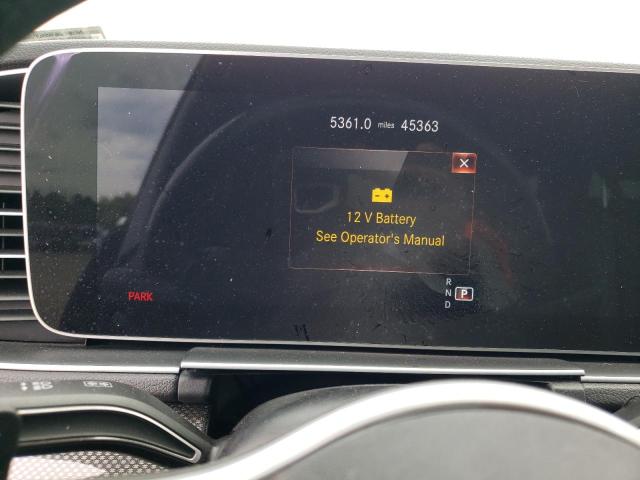 5361.0 miles 45363
12 V Battery
See Operator's Manual
R
N P
D
PARK